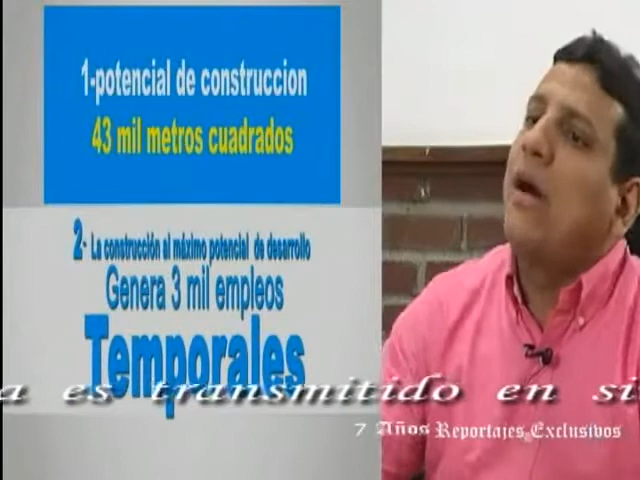 1-potencial de construccion
43 mil metros cuadrados
2- La construcción al máximo potencial de desarrollo
Genera 3 mil empleos
Temporales
a es transmitido en si
7 Años Reportajes Exclusivos